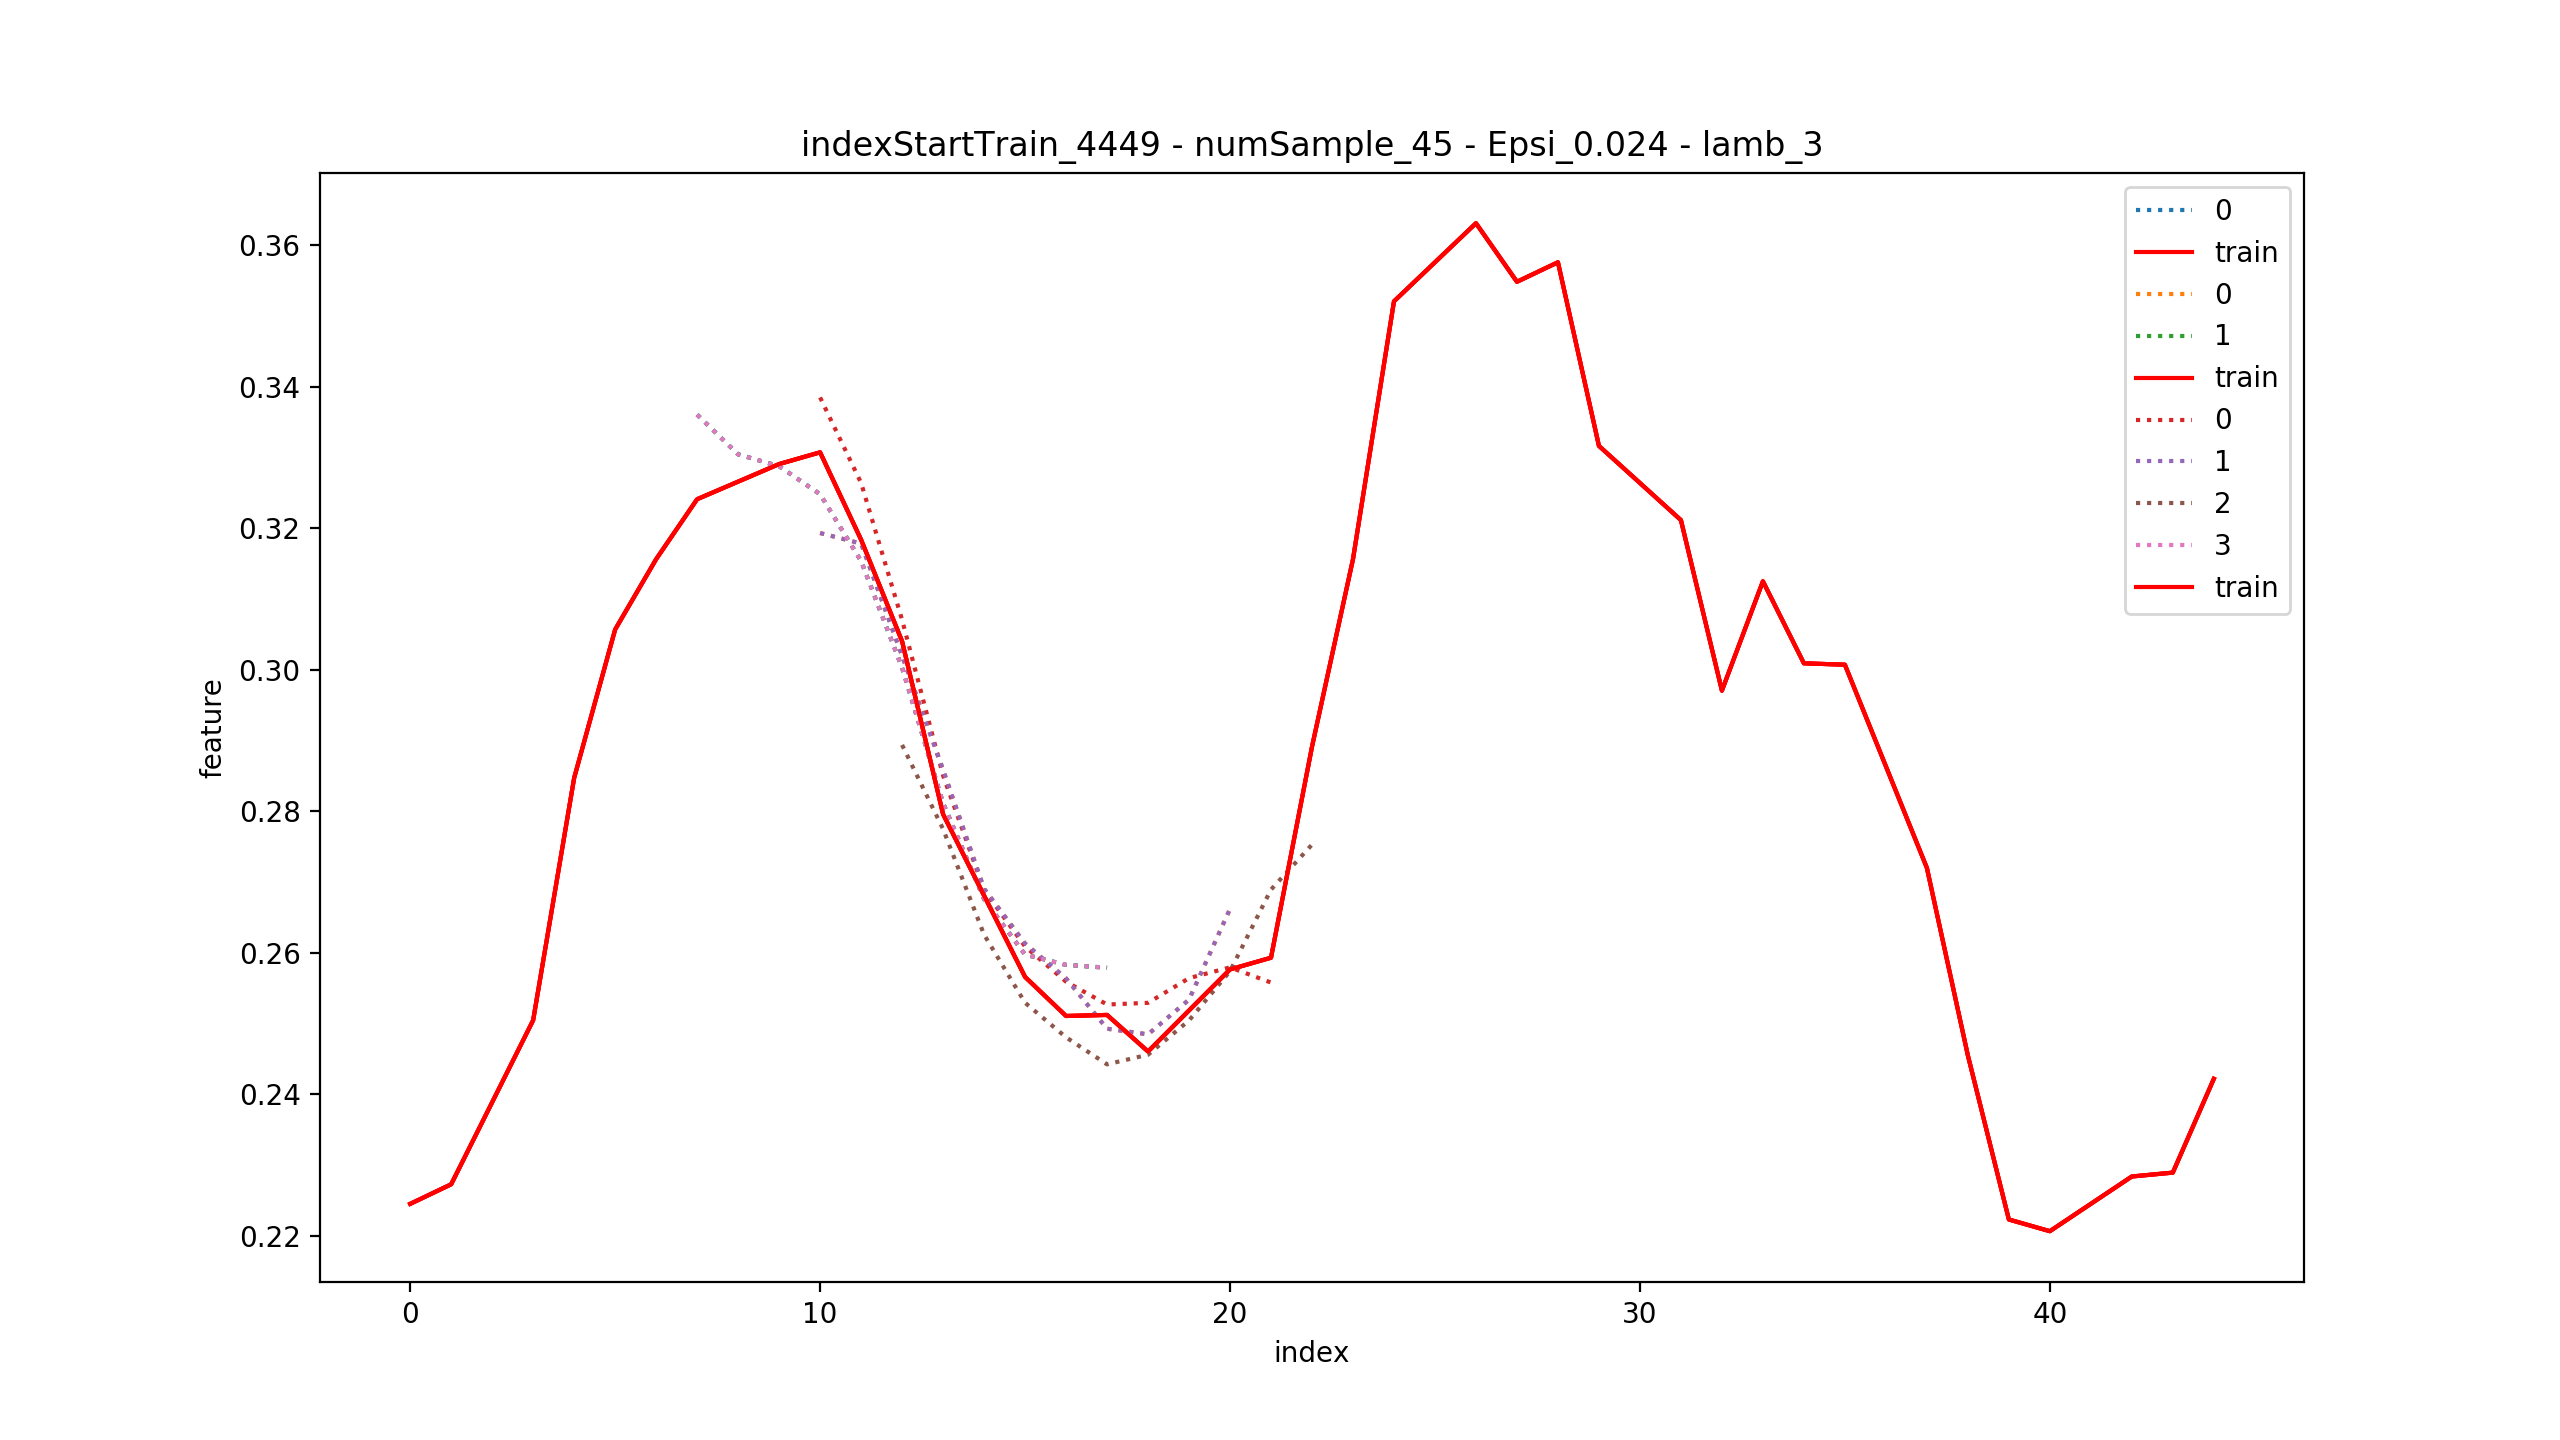 indexStartTrain_4449 - numSample_45 - Epsi_0.024 - lamb_3
0
train
0
1
train
0
1
2
3
train
0.36
0.34
0.32
0.30
0.28
0.26
0.24
0.22
feature
0 10 20 30 40
index